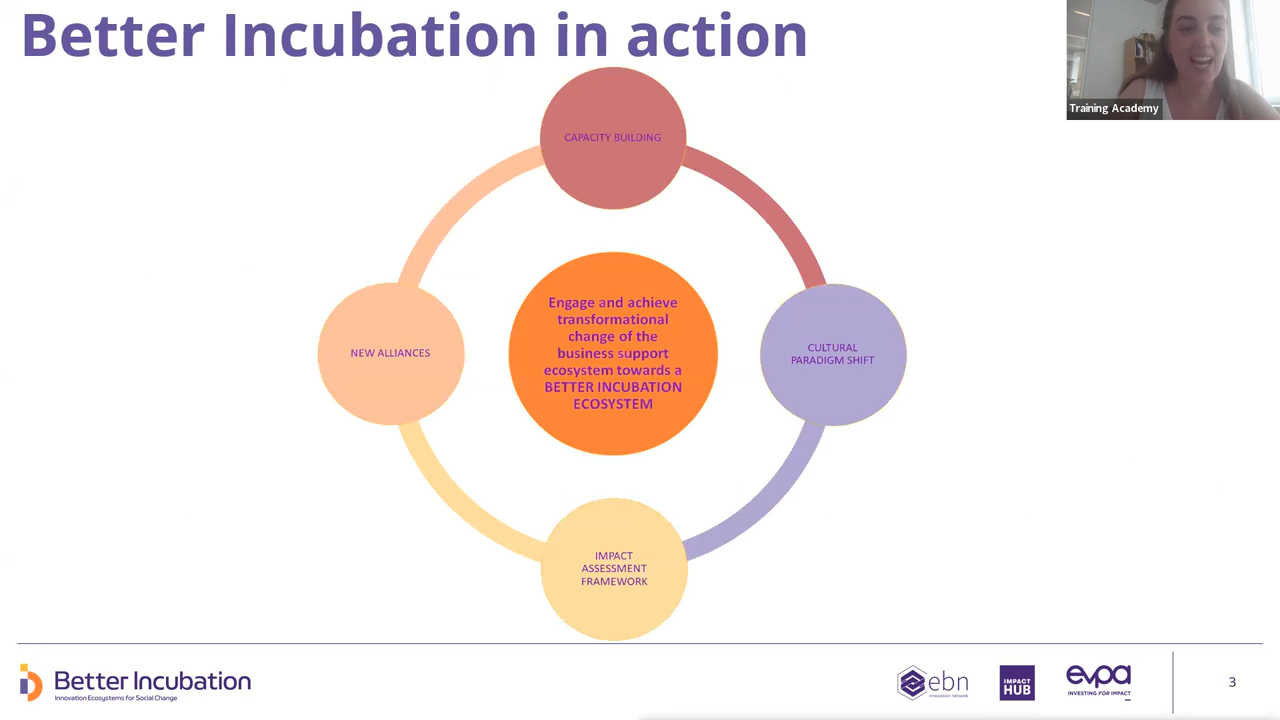 Better Incubation in action
Training Academy
CAPACITY BUILDING
Engage and achieve
transformational
change of the
business support
ecosystem towards a
BETTER INCUBATION
ECOSYSTEM
NEW ALLIANCES
CULTURAL
PARADIGM SHIFT
IMPACT
ASSESSMENT
FRAMEWORK
Better Incubation
Innovation Ecosystems for Social Change
ebn
innovation network
IMPACT
HUB
evpa
INVESTING FOR IMPACT
3